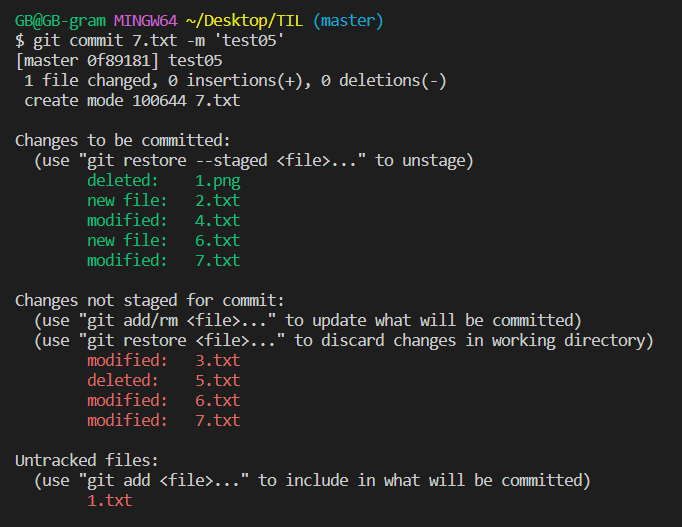 GB@GB-gram MINGW64 ~/Desktop/TIL (master)
$ git commit 7.txt -m 'test05'
[master 0f89181] test05
 1 file changed, 0 insertions(+), 0 deletions(-)
 create mode 100644 7.txt

Changes to be committed:
  (use "git restore --staged <file>..." to unstage)
        deleted:    1.png
        new file:   2.txt
        modified:   4.txt
        new file:   6.txt
        modified:   7.txt

Changes not staged for commit:
  (use "git add/rm <file>..." to update what will be committed)
  (use "git restore <file>..." to discard changes in working directory)
        modified:   3.txt
        deleted:    5.txt
        modified:   6.txt
        modified:   7.txt

Untracked files:
  (use "git add <file>..." to include in what will be committed)
        1.txt